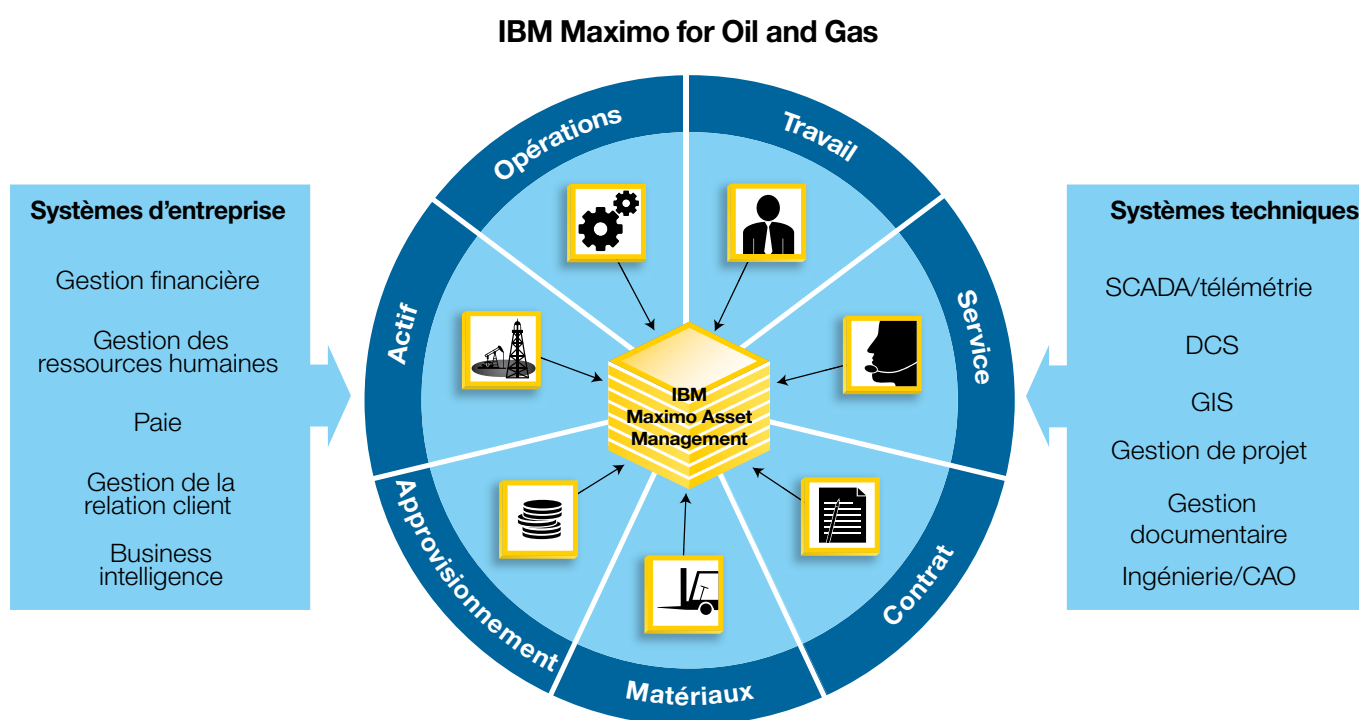 IBM Maximo for Oil and Gas
Systèmes d'entreprise
Gestion financière
Gestion des
ressources humaines
Paie
Gestion de la
relation client
Business
intelligence
Opérations
Travail
Service
Contrat
Matériaux
Approvisionnement
Actif
IBM
Maximo Asset
Management
Systèmes techniques
SCADA/télémétrie
DCS
GIS
Gestion de projet
Gestion
documentaire
Ingénierie/CAO